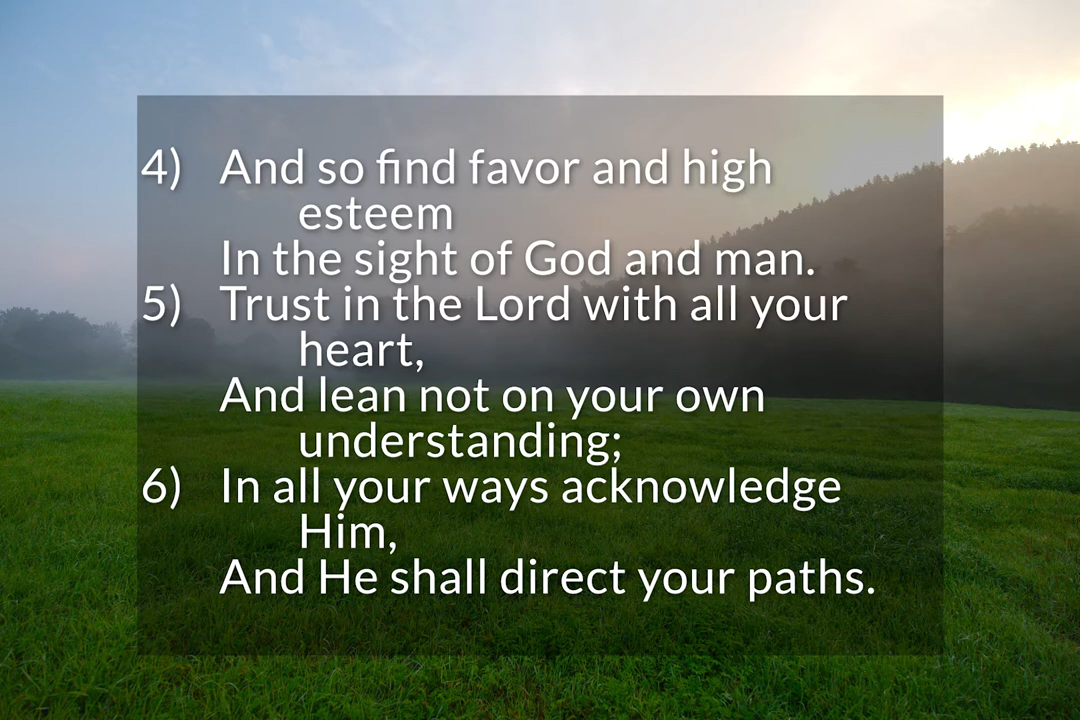 4) And so find favor and high
esteem
In the sight of God and man.
5) Trust in the Lord with all your
heart,
And lean not on your own
understanding;
6) In all your ways acknowledge
Him,
And He shall direct your paths.